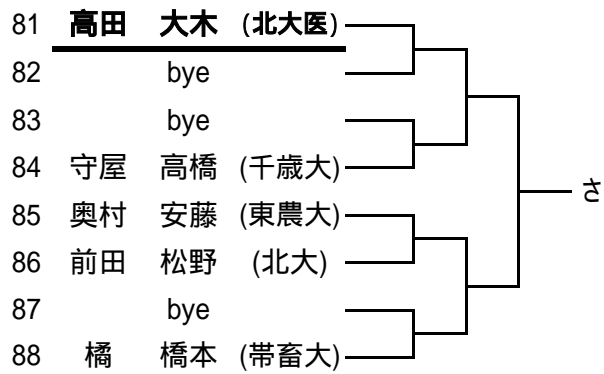 81 高田 大木 (北大医)
82 bye
83 bye
84 守屋 高橋 (千歳大)
さ
85 奥村 安藤 (東農大)
86 前田 松野 (北大)
87 bye
88 橘 橋本 (帯畜大)